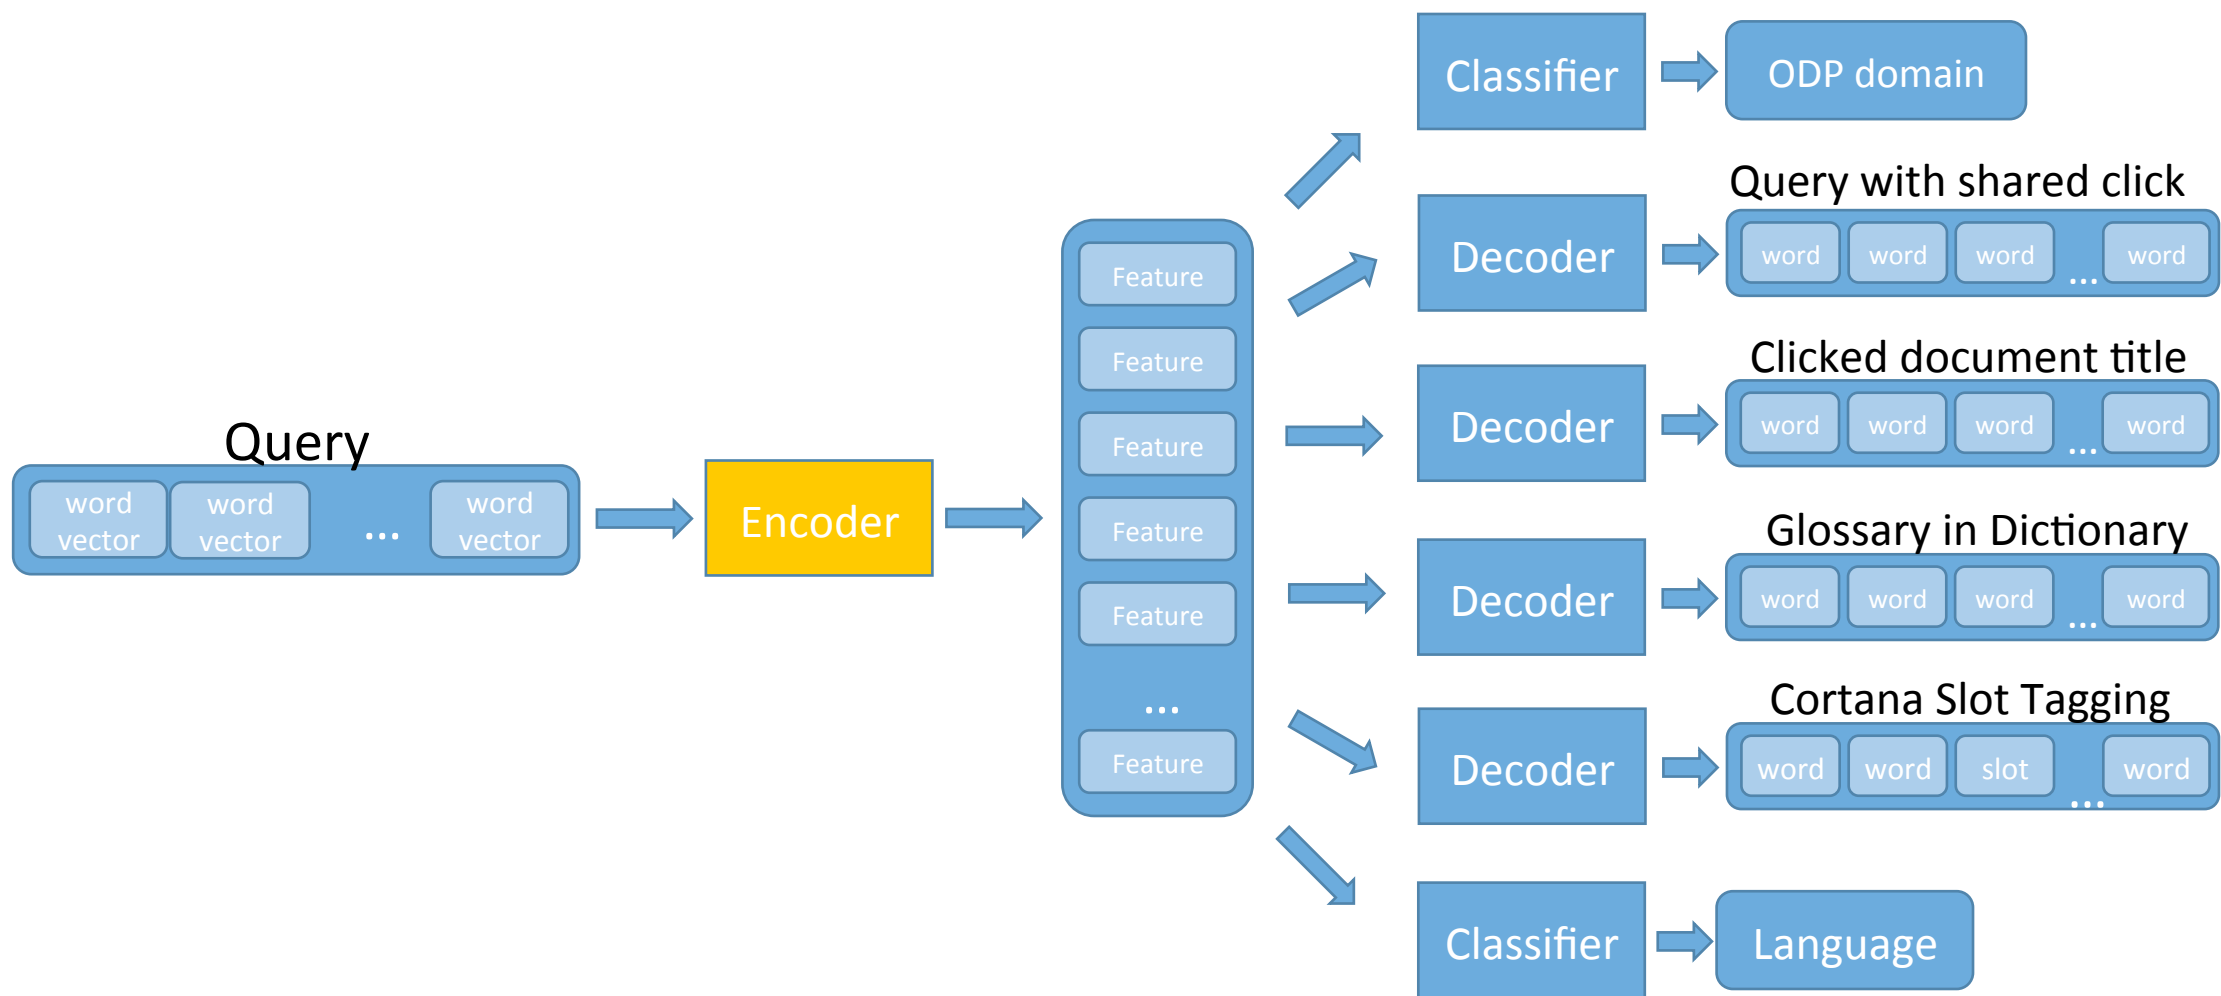 Query
word
vector
word
vector
...
word
vector
Encoder
Feature
Feature
Feature
Feature
Feature
...
Feature
Classifier
ODP domain
Decoder
Query with shared click
word word word ... word
Decoder
Clicked document title
word word word ... word
Decoder
Glossary in Dictionary
word word word ... word
Decoder
Cortana Slot Tagging
word word slot ... word
Classifier
Language